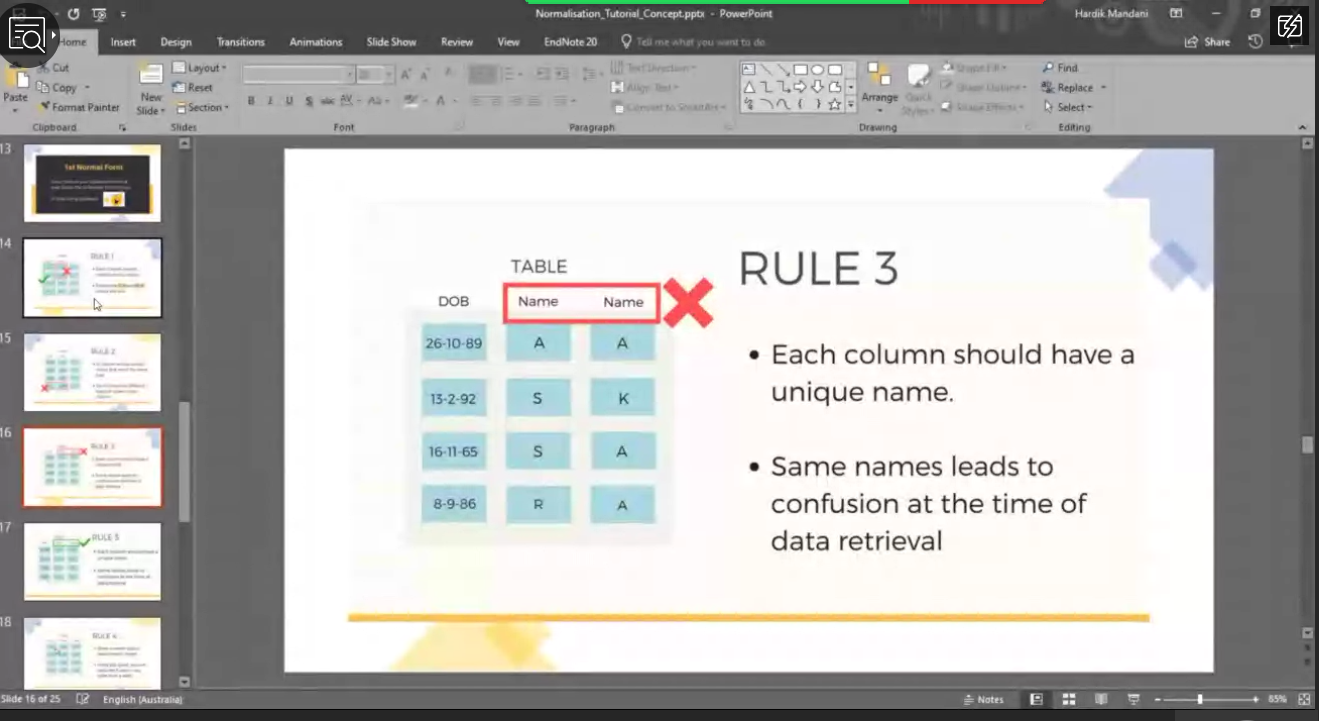 Normalisation_Tutorial_Concept.pptx - PowerPoint
Hardik Mandani
Home Insert Design Transitions Animations Slide Show Review View EndNote 20 Tell me what you want to do
Share
Paste
Cut
Copy
Format Painter
Clipboard
New Slide
Layout
Reset
Section
Slides
Font
Text Direction
Align Text
Convert to SmartArt
Paragraph
Arrange
Quick Styles
Shape Fill
Shape Outline
Shape Effects
Drawing
Find
Replace
Select
Editing
13
1st Normal Form
14
RULE 1
15
RULE 2
16
RULE 3
17
RULE 3
18
RULE 4
TABLE
DOB Name Name
26-10-89 A A
13-2-92 S K
16-11-65 S A
8-9-86 R A
RULE 3
• Each column should have a
unique name.
• Same names leads to
confusion at the time of
data retrieval
Slide 16 of 25 English (Australia)
Notes
85%